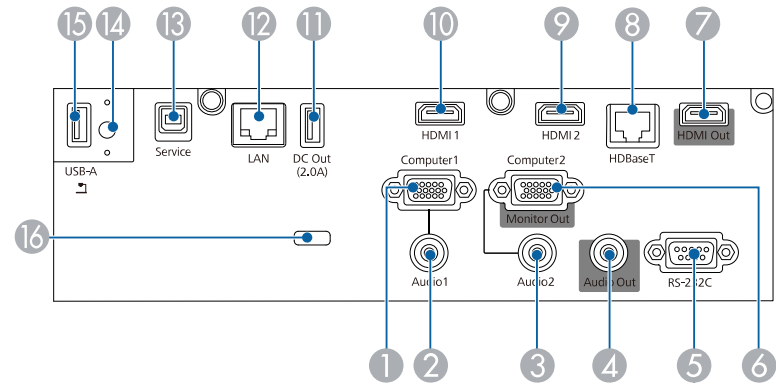 15 14 13 12 11 10 9 8 7
HDMI 1
HDMI 2
HDMI Out
Service
LAN
DC Out
(2.0A)
HDBaseT
USB-A
Computer1
Computer2
Monitor Out
16
Audio1
Audio2
Audio Out
RS-232C
1 2 3 4 5 6